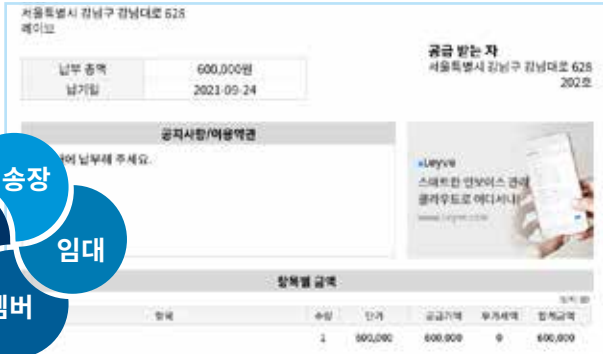 서울특별시 강남구 강남대로 628
레이브
공급 받는 자
서울특별시 강남구 강남대로 628
202호
납부 총액 600,000원
납기일 2021-09-24
공지사항/이용약관
에 납부해 주세요.
Leyve
스마트한 인보이스 관리
클라우드로 어디서나
송장
임대
멤버
항목별 금액
항목 수량 단가 공급가액 부가세액 합계금액
1 600,000 600,000 0 600,000